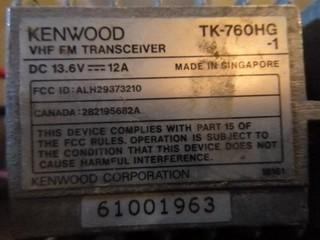 KENWOOD TK-760HG
VHF FM TRANSCEIVER -1
DC 13.6V⎓12A MADE IN SINGAPORE
FCC ID: ALH29373210
CANADA: 282195682A
THIS DEVICE COMPLIES WITH PART 15 OF
THE FCC RULES. OPERATION IS SUBJECT TO
THE CONDITION THAT THIS DEVICE DOES NOT
CAUSE HARMFUL INTERFERENCE.
KENWOOD CORPORATION
61001963